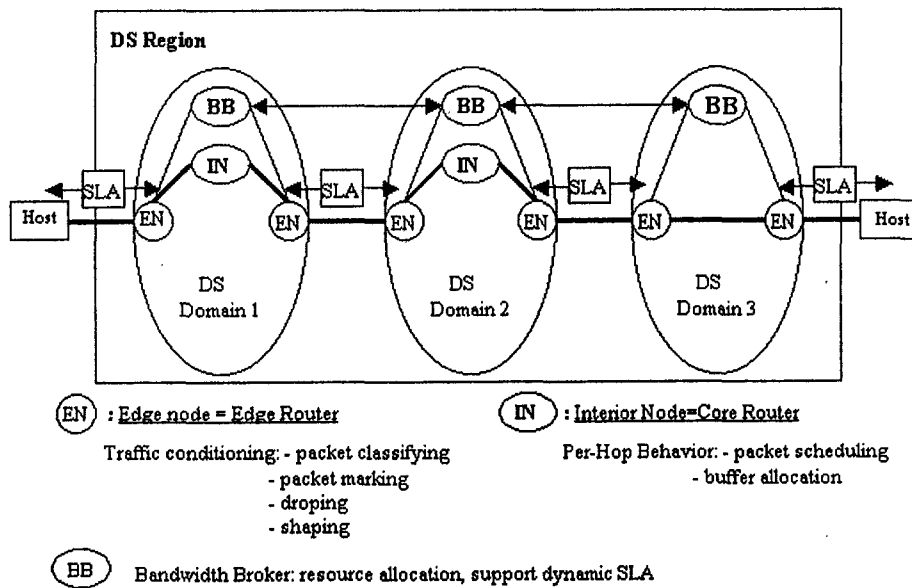 DS Region
BB BB BB
IN IN
SLA SLA SLA SLA
Host EN EN EN EN EN EN Host
DS DS DS
Domain 1 Domain 2 Domain 3
EN : Edge node = Edge Router
IN : Interior Node=Core Router
Traffic conditioning: - packet classifying
- packet marking
- droping
- shaping
Per-Hop Behavior: - packet scheduling
- buffer allocation
BB Bandwidth Broker: resource allocation, support dynamic SLA